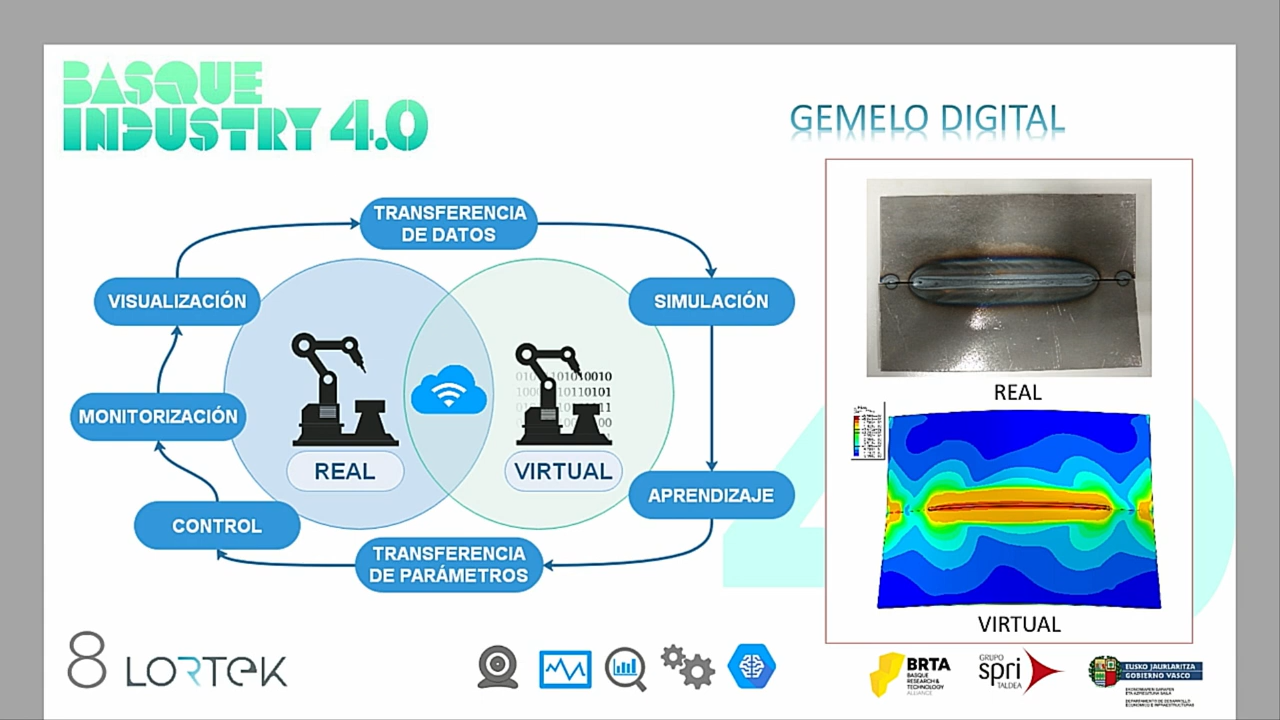 BASQUE
INDUSTRY 4.0
GEMELO DIGITAL
TRANSFERENCIA
DE DATOS
VISUALIZACIÓN
SIMULACIÓN
MONITORIZACIÓN
REAL
VIRTUAL
APRENDIZAJE
CONTROL
TRANSFERENCIA
DE PARÁMETROS
REAL
VIRTUAL
8 LORTEK
BRTA
BASQUE
RESEARCH &
TECHNOLOGY
ALLIANCE
GRUPO
spri
TALDEA
EUSKO JAURLARITZA
GOBIERNO VASCO